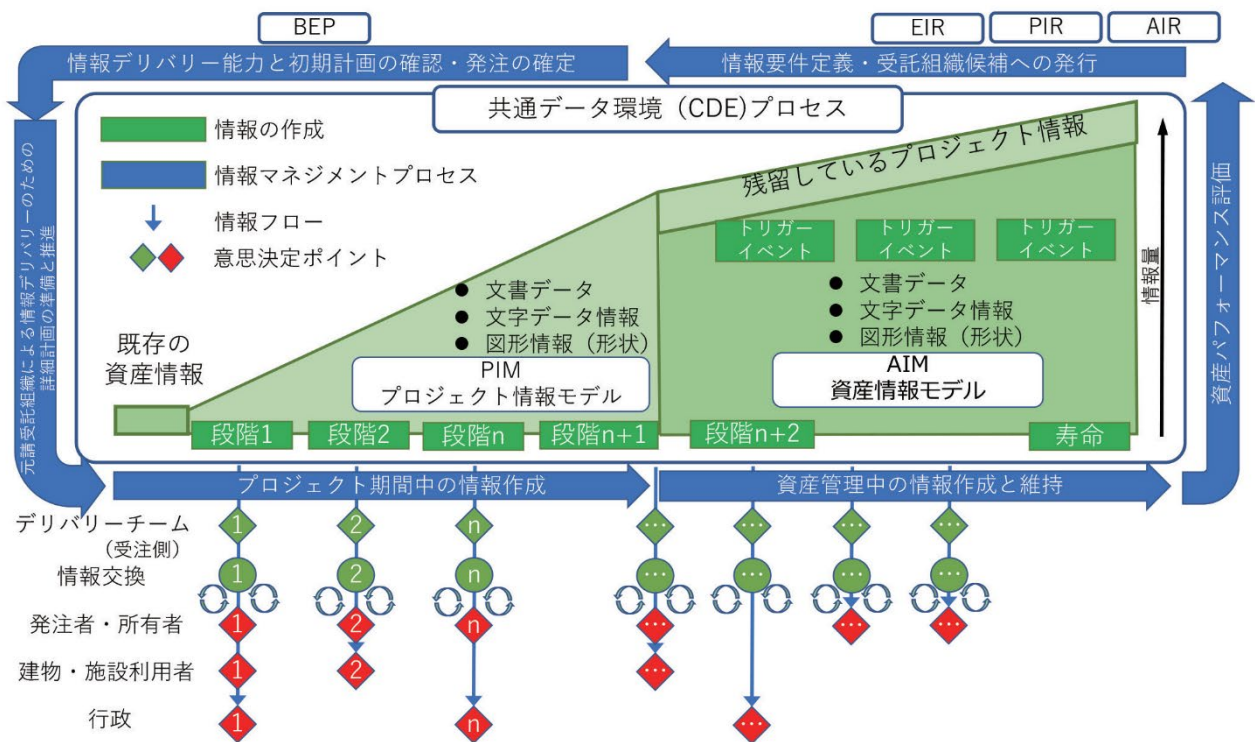 BEP
EIR
PIR
AIR
情報デリバリー能力と初期計画の確認・発注の確定
情報要件定義・受託組織候補への発行
共通データ環境（CDE)プロセス
元請受託組織による情報デリバリーのための
詳細計画の準備と推進
情報の作成
情報マネジメントプロセス
情報フロー
意思決定ポイント
残留しているプロジェクト情報
トリガー
イベント
トリガー
イベント
トリガー
イベント
情報量
資産パフォーマンス評価
● 文書データ
● 文字データ情報
● 図形情報（形状）
● 文書データ
● 文字データ情報
● 図形情報（形状）
既存の
資産情報
PIM
プロジェクト情報モデル
AIM
資産情報モデル
段階1
段階2
段階n
段階n+1
段階n+2
寿命
プロジェクト期間中の情報作成
資産管理中の情報作成と維持
デリバリーチーム
（受注側）
1 2 n … … … …
情報交換
1 2 n … … … …
発注者・所有者
1 2 n … … …
建物・施設利用者
1 2 …
行政
1 n …